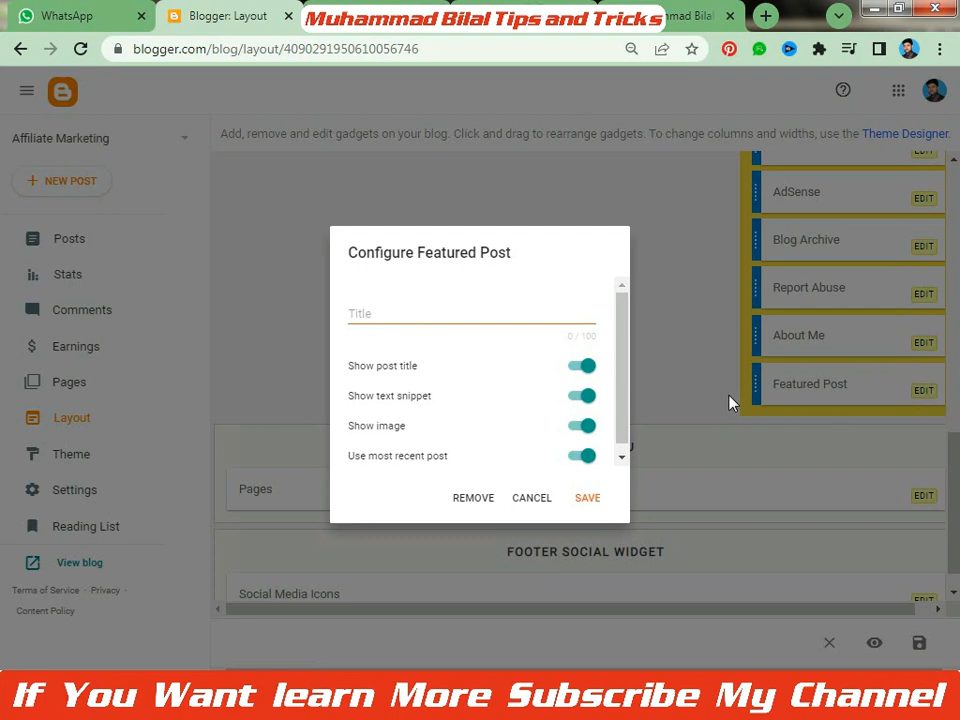 WhatsApp
Blogger: Layout
Muhammad Bilal Tips and Tricks
mad Bilal
blogger.com/blog/layout/4090291950610056746
Affiliate Marketing
NEW POST
Posts
Stats
Comments
Earnings
Pages
Layout
Theme
Settings
Reading List
View blog
Terms of Service · Privacy ·
Content Policy
Add, remove and edit gadgets on your blog. Click and drag to rearrange gadgets. To change columns and widths, use the Theme Designer.
EDIT
AdSense
EDIT
Blog Archive
EDIT
Report Abuse
EDIT
About Me
EDIT
Featured Post
EDIT
Configure Featured Post
Title
0 / 100
Show post title
Show text snippet
Show image
Use most recent post
REMOVE
CANCEL
SAVE
Pages
EDIT
FOOTER SOCIAL WIDGET
Social Media Icons
EDIT
If You Want learn More Subscribe My Channel